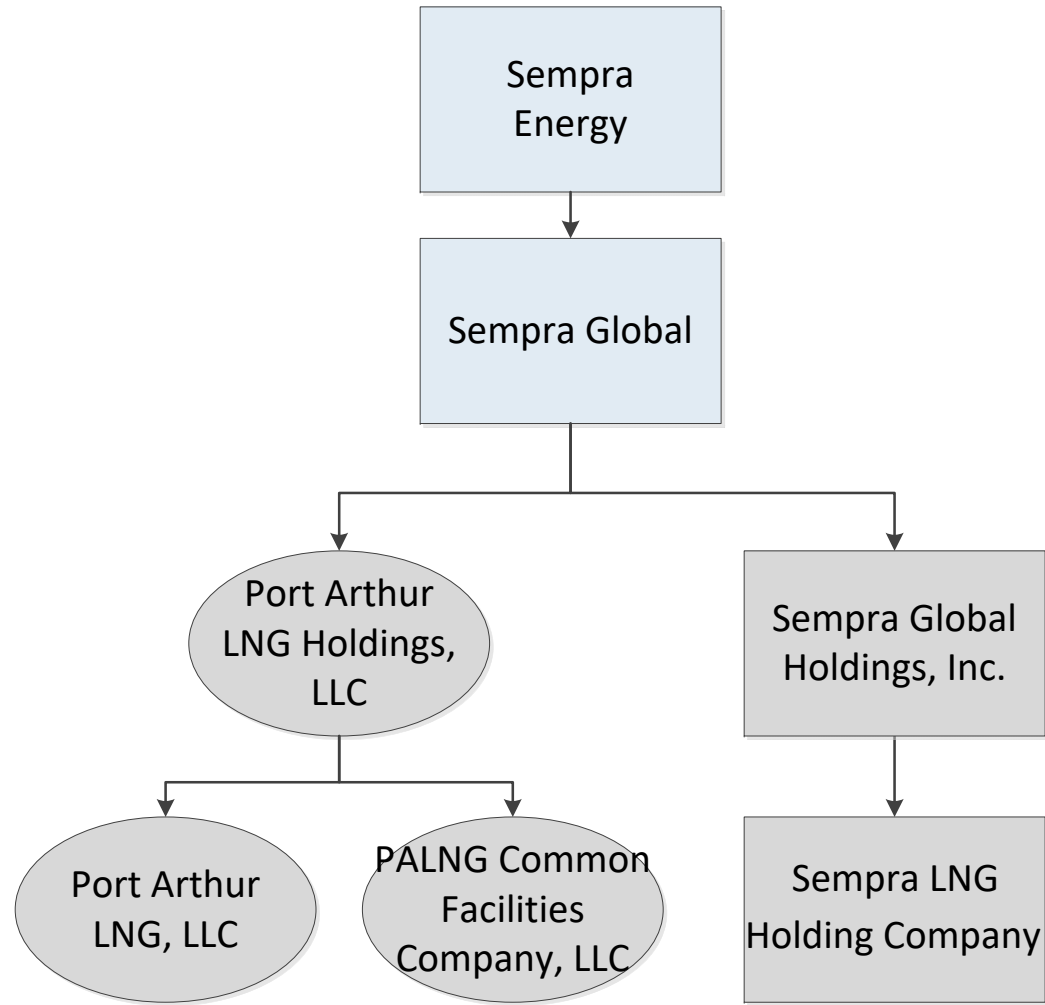 Sempra
Energy
Sempra Global
Port Arthur
LNG Holdings,
LLC
Sempra Global
Holdings, Inc.
Port Arthur
LNG, LLC
PALNG Common
Facilities
Company, LLC
Sempra LNG
Holding Company